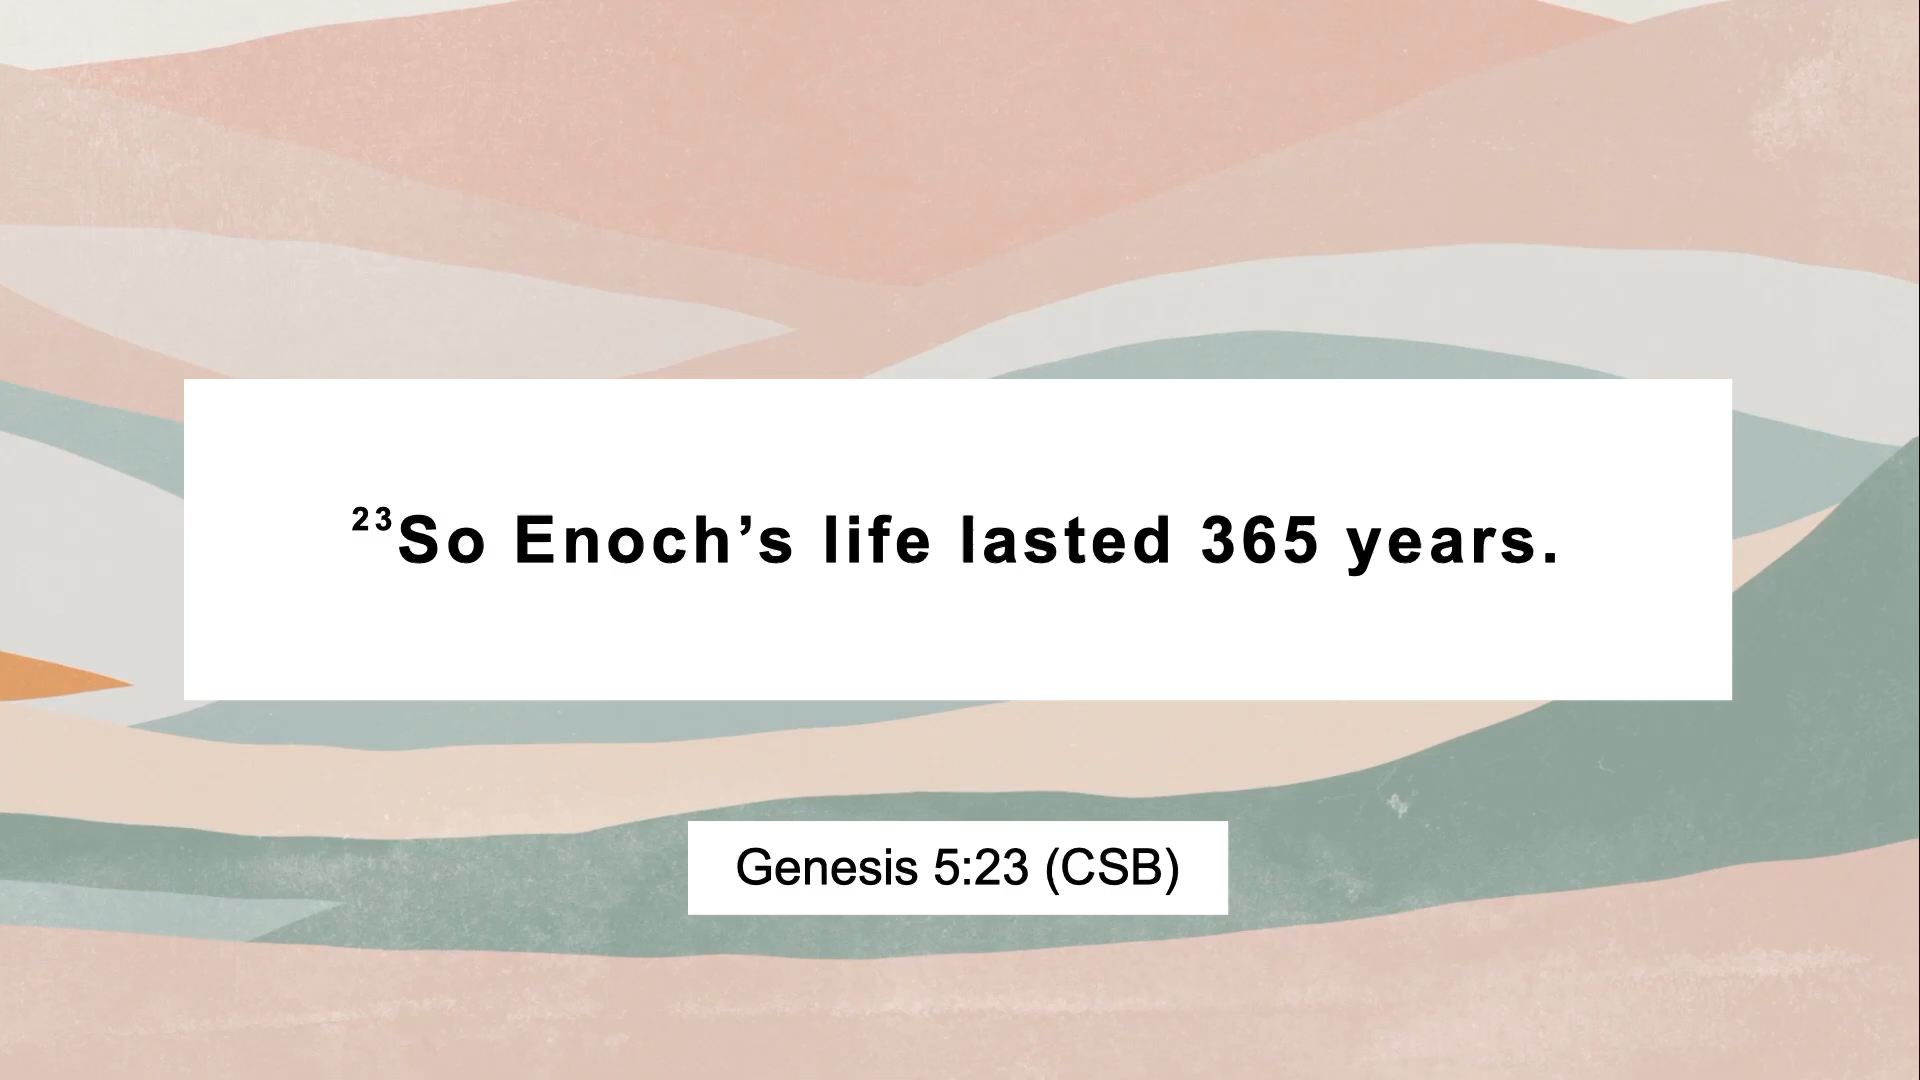 ²³So Enoch’s life lasted 365 years.
Genesis 5:23 (CSB)